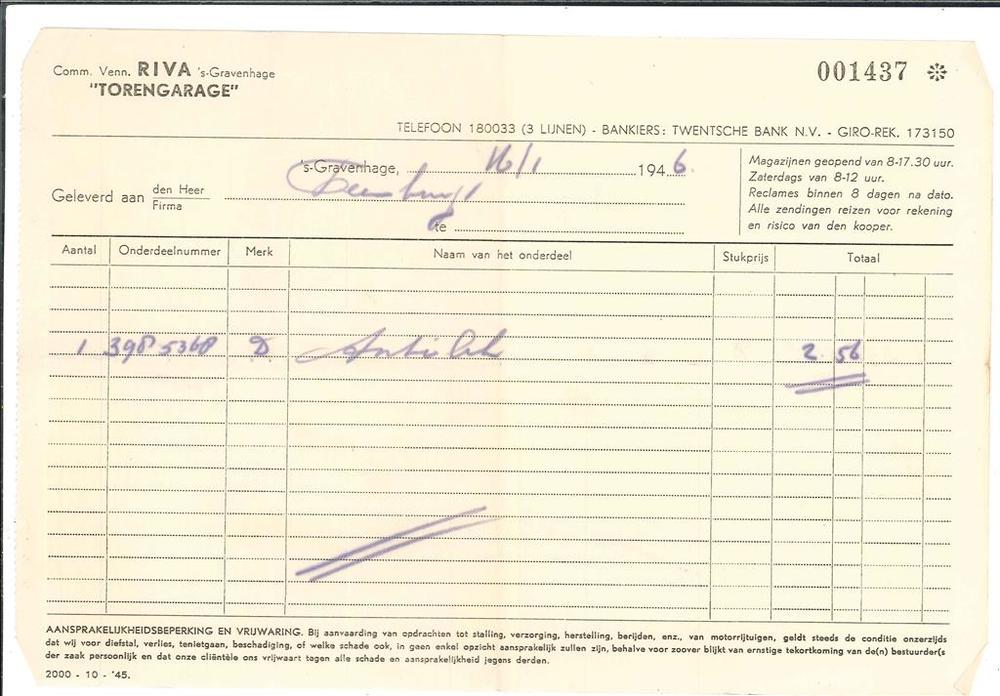 Comm. Venn. RIVA 's-Gravenhage
"TORENGARAGE"
001437 ❊
TELEFOON 180033 (3 LIJNEN) - BANKIERS: TWENTSCHE BANK N.V. - GIRO-REK. 173150
's-Gravenhage, 16/1 1946.
Geleverd aan den Heer
Firma
te
Magazijnen geopend van 8-17.30 uur.
Zaterdags van 8-12 uur.
Reclames binnen 8 dagen na dato.
Alle zendingen reizen voor rekening
en risico van den kooper.
Aantal Onderdeelnummer Merk Naam van het onderdeel Stukprijs Totaal
1 398 5368 D 2 56
AANSPRAKELIJKHEIDSBEPERKING EN VRIJWARING. Bij aanvaarding van opdrachten tot stalling, verzorging, herstelling, berijden, enz., van motorrijtuigen, geldt steeds de conditie onzerzijds
dat wij voor diefstal, verlies, tenietgaan, beschadiging, of welke schade ook, in geen enkel opzicht aansprakelijk zullen zijn, behalve voor zoover blijkt van ernstige tekortkoming van de(n) bestuurder(s
der zaak persoonlijk en dat onze cliëntèle ons vrijwaart tegen alle schade en aansprakelijkheid jegens derden.
2000 - 10 - '45.